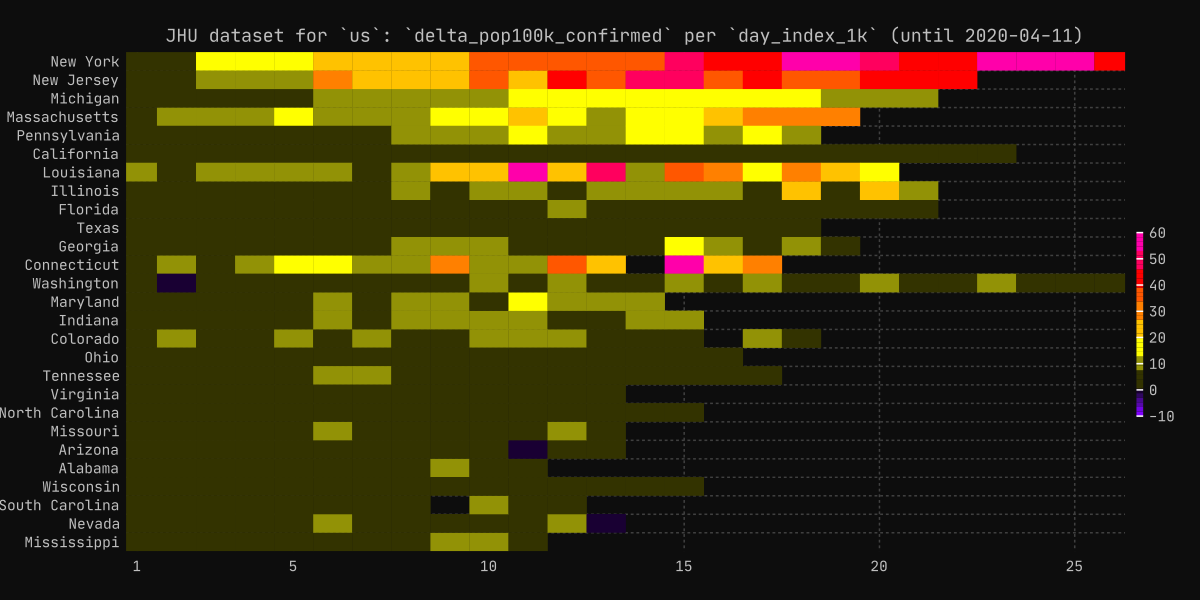 JHU dataset for `us`: `delta_pop100k_confirmed` per `day_index_1k` (until 2020-04-11)
New York
New Jersey
Michigan
Massachusetts
Pennsylvania
California
Louisiana
Illinois
Florida
Texas
Georgia
Connecticut
Washington
Maryland
Indiana
Colorado
Ohio
Tennessee
Virginia
North Carolina
Missouri
Arizona
Alabama
Wisconsin
South Carolina
Nevada
Mississippi
1 5 10 15 20 25
60
50
40
30
20
10
0
-10